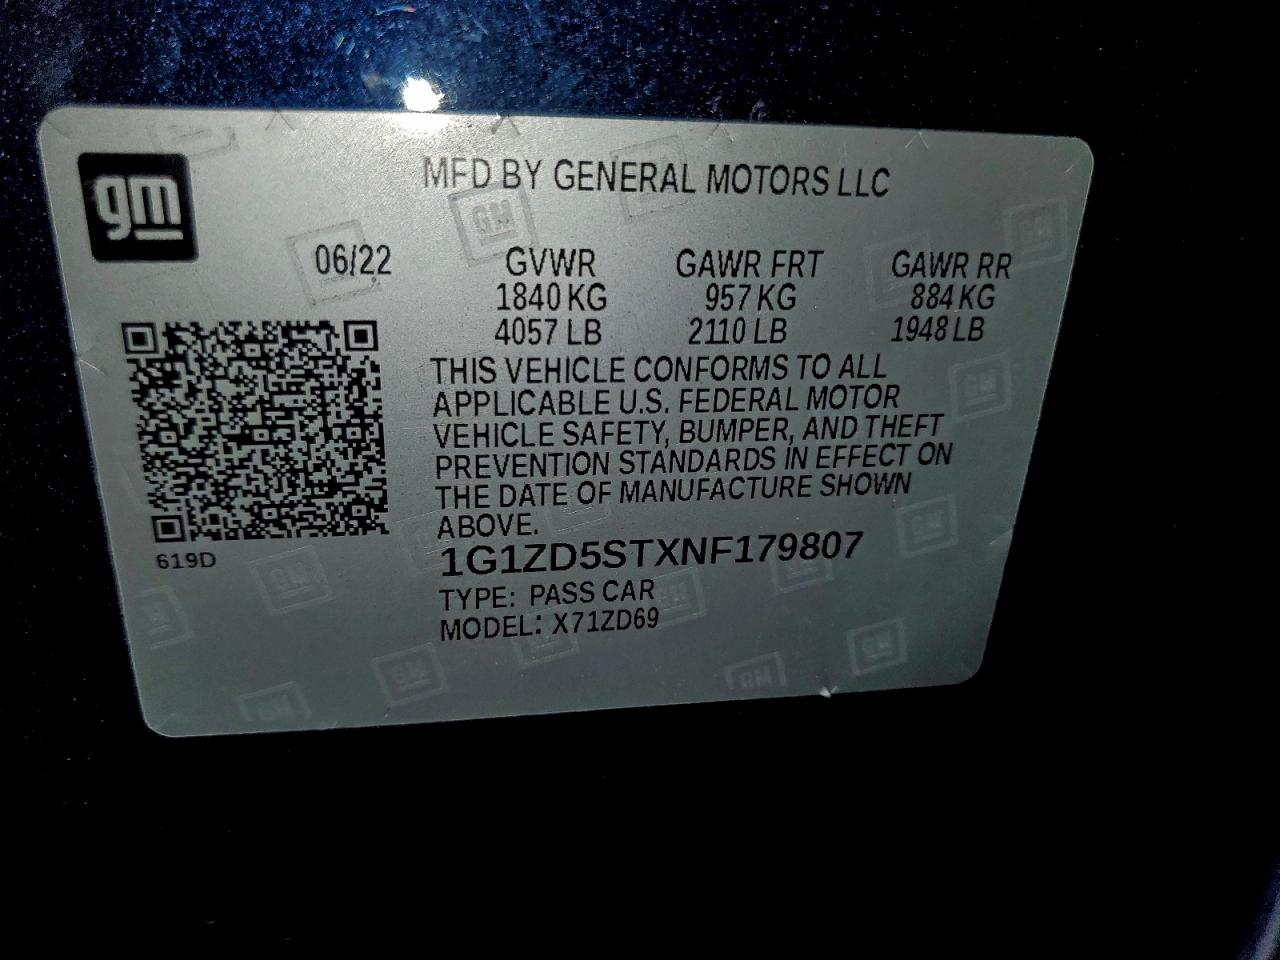 gm
MFD BY GENERAL MOTORS LLC
06/22 GVWR GAWR FRT GAWR RR
1840 KG 957 KG 884 KG
4057 LB 2110 LB 1948 LB
THIS VEHICLE CONFORMS TO ALL
APPLICABLE U.S. FEDERAL MOTOR
VEHICLE SAFETY, BUMPER, AND THEFT
PREVENTION STANDARDS IN EFFECT ON
THE DATE OF MANUFACTURE SHOWN
ABOVE.
619D
1G1ZD5STXNF179807
TYPE: PASS CAR
MODEL: X71ZD69